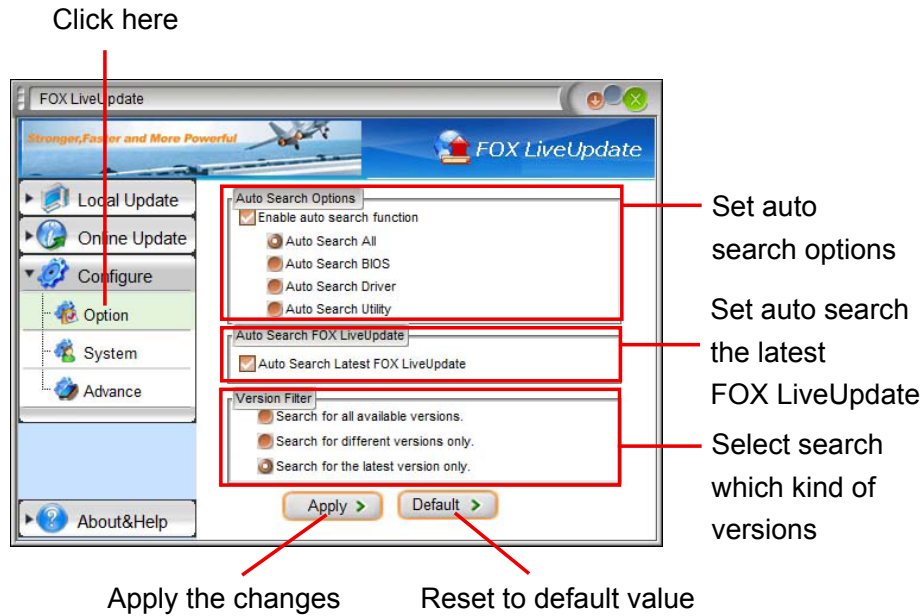 Click here
FOX LiveUpdate
Stronger,Faster and More Powerful
FOX LiveUpdate
Local Update
Online Update
Configure
Option
System
Advance
About&Help
Auto Search Options
Enable auto search function
Auto Search All
Auto Search BIOS
Auto Search Driver
Auto Search Utility
Auto Search FOX LiveUpdate
Auto Search Latest FOX LiveUpdate
Version Filter
Search for all available versions.
Search for different versions only.
Search for the latest version only.
Apply
Default
Set auto
search options
Set auto search
the latest
FOX LiveUpdate
Select search
which kind of
versions
Apply the changes
Reset to default value